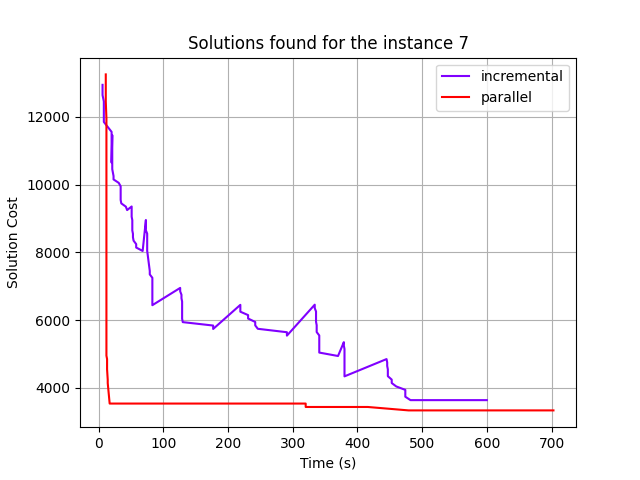 Solutions found for the instance 7
incremental
parallel
Solution Cost
12000
10000
8000
6000
4000
0 100 200 300 400 500 600 700
Time (s)